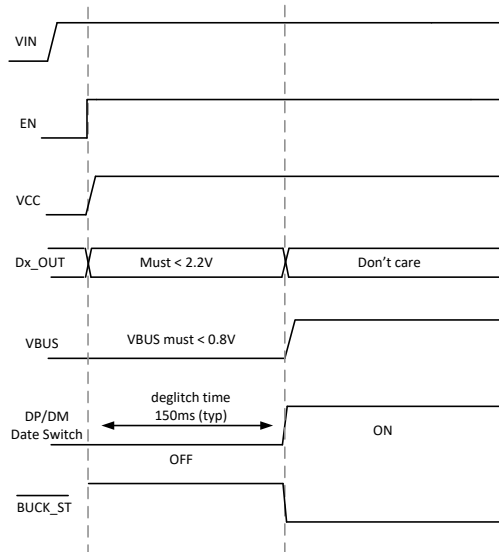 VIN
EN
VCC
Dx_OUT
Must < 2.2V
Don't care
VBUS
VBUS must < 0.8V
deglitch time
150ms (typ)
DP/DM
Date Switch
ON
OFF
BUCK_ST